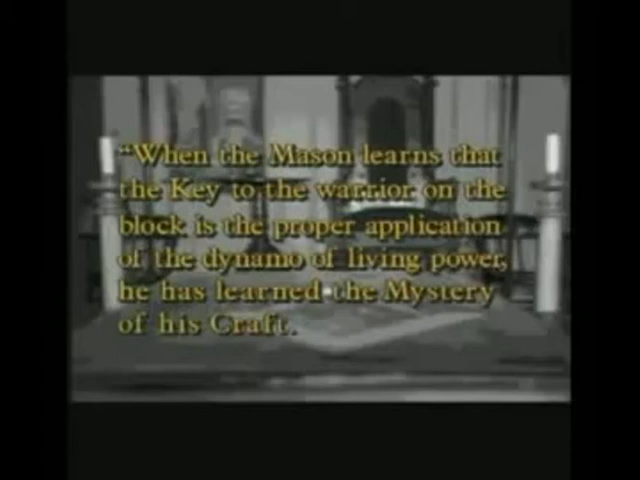 “When the Mason learns that
the Key to the warrior on the
block is the proper application
of the dynamo of living power,
he has learned the Mystery
of his Craft.